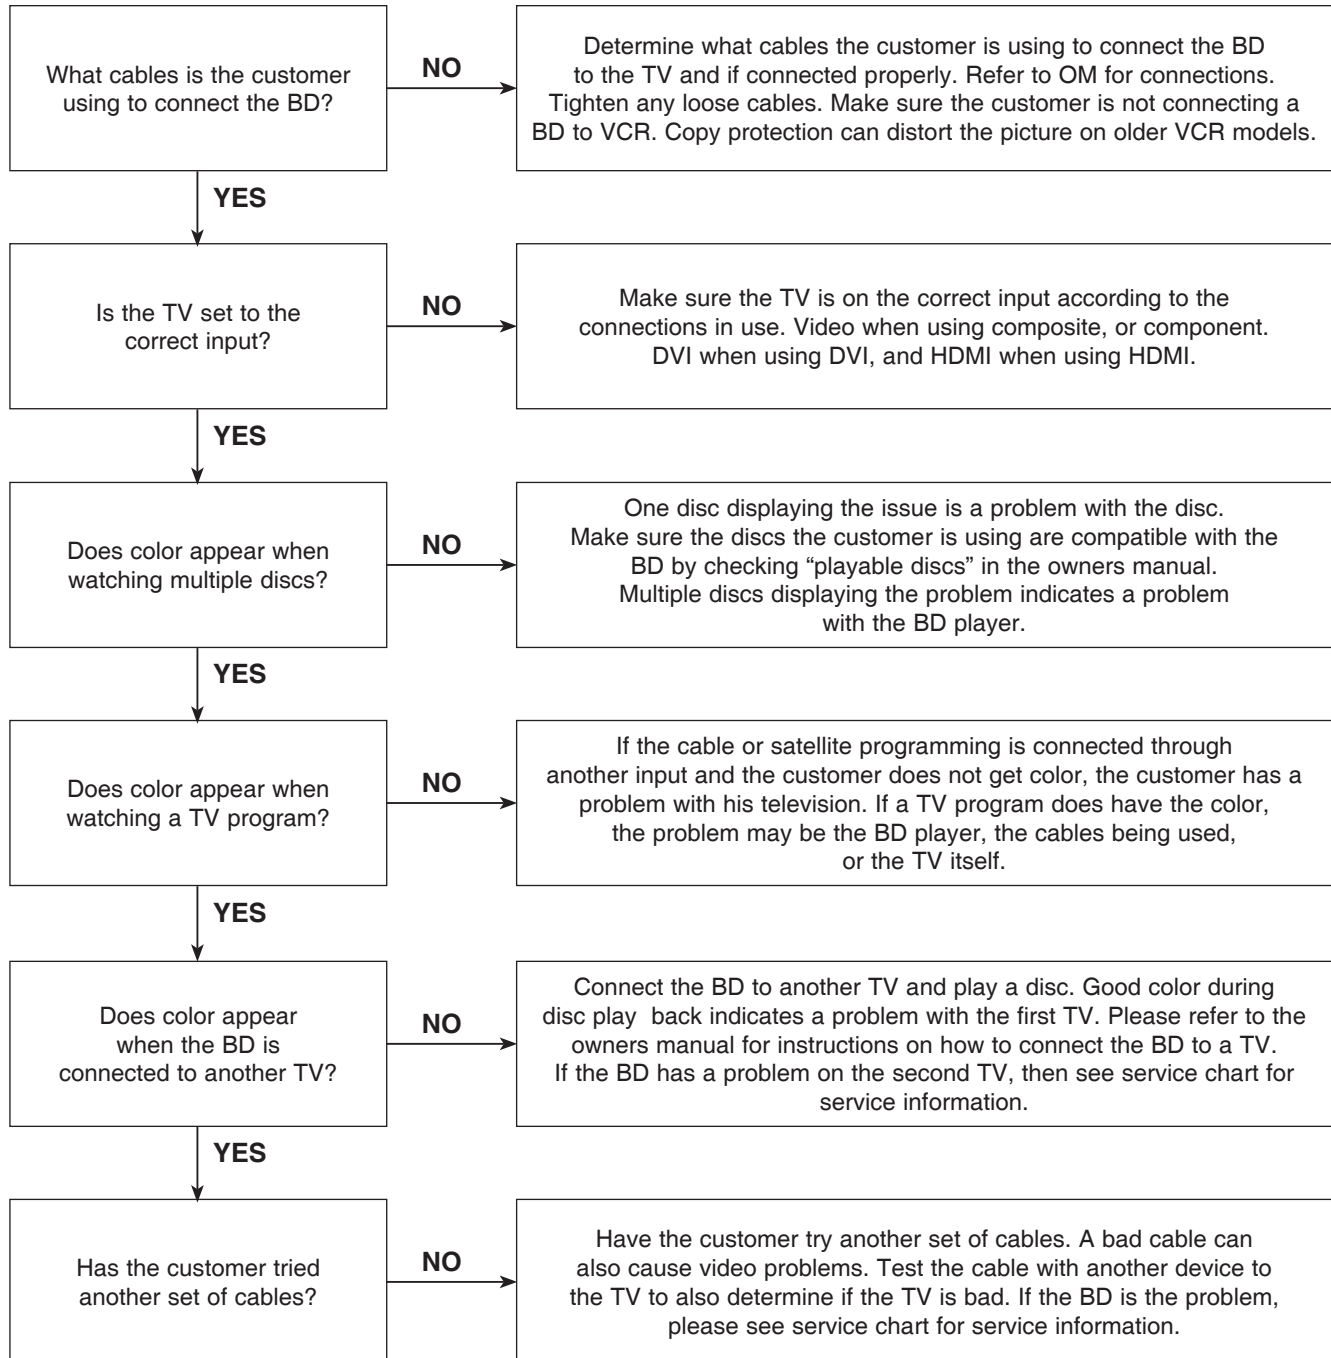 What cables is the customer
using to connect the BD?
NO
Determine what cables the customer is using to connect the BD
to the TV and if connected properly. Refer to OM for connections.
Tighten any loose cables. Make sure the customer is not connecting a
BD to VCR. Copy protection can distort the picture on older VCR models.
YES
Is the TV set to the
correct input?
NO
Make sure the TV is on the correct input according to the
connections in use. Video when using composite, or component.
DVI when using DVI, and HDMI when using HDMI.
YES
Does color appear when
watching multiple discs?
NO
One disc displaying the issue is a problem with the disc.
Make sure the discs the customer is using are compatible with the
BD by checking “playable discs” in the owners manual.
Multiple discs displaying the problem indicates a problem
with the BD player.
YES
Does color appear when
watching a TV program?
NO
If the cable or satellite programming is connected through
another input and the customer does not get color, the customer has a
problem with his television. If a TV program does have the color,
the problem may be the BD player, the cables being used,
or the TV itself.
YES
Does color appear
when the BD is
connected to another TV?
NO
Connect the BD to another TV and play a disc. Good color during
disc play back indicates a problem with the first TV. Please refer to the
owners manual for instructions on how to connect the BD to a TV.
If the BD has a problem on the second TV, then see service chart for
service information.
YES
Has the customer tried
another set of cables?
NO
Have the customer try another set of cables. A bad cable can
also cause video problems. Test the cable with another device to
the TV to also determine if the TV is bad. If the BD is the problem,
please see service chart for service information.